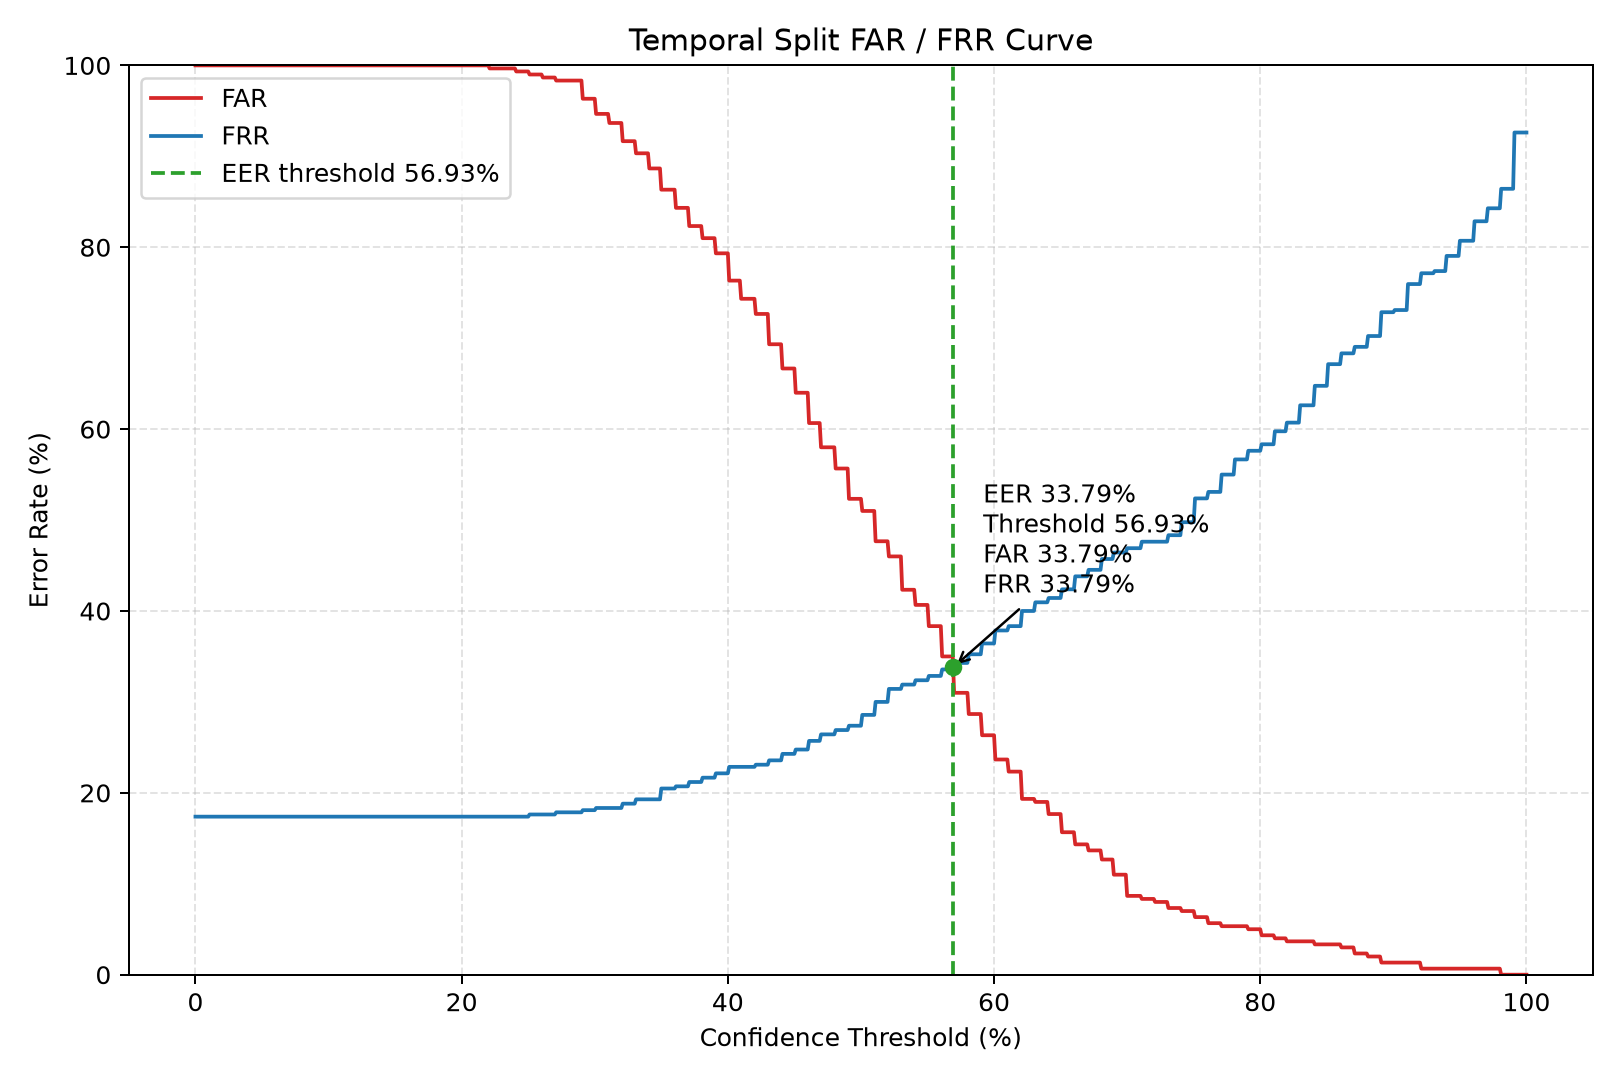 Temporal Split FAR / FRR Curve
100
80
60
40
20
0
Error Rate (%)
FAR
FRR
EER threshold 56.93%
EER 33.79%
Threshold 56.93%
FAR 33.79%
FRR 33.79%
0 20 40 60 80 100
Confidence Threshold (%)